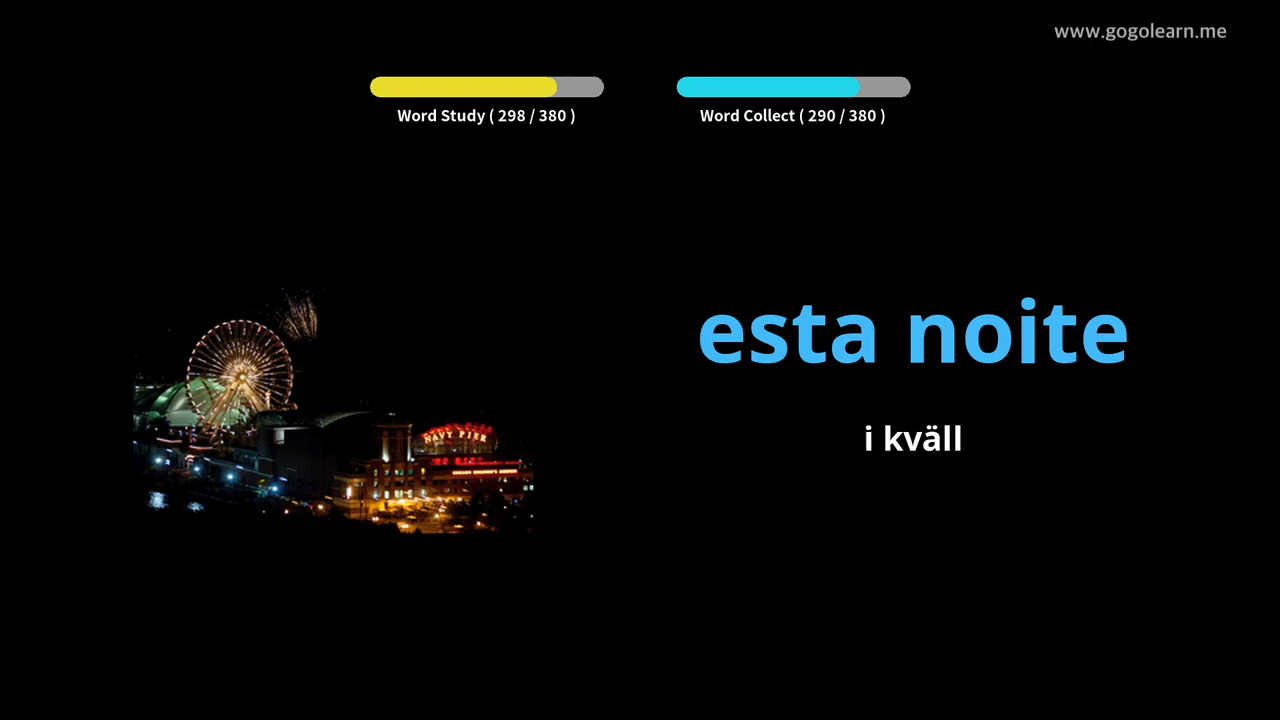 www.gogolearn.me
Word Study ( 298 / 380 )
Word Collect ( 290 / 380 )
esta noite
i kväll
NAVY PIER